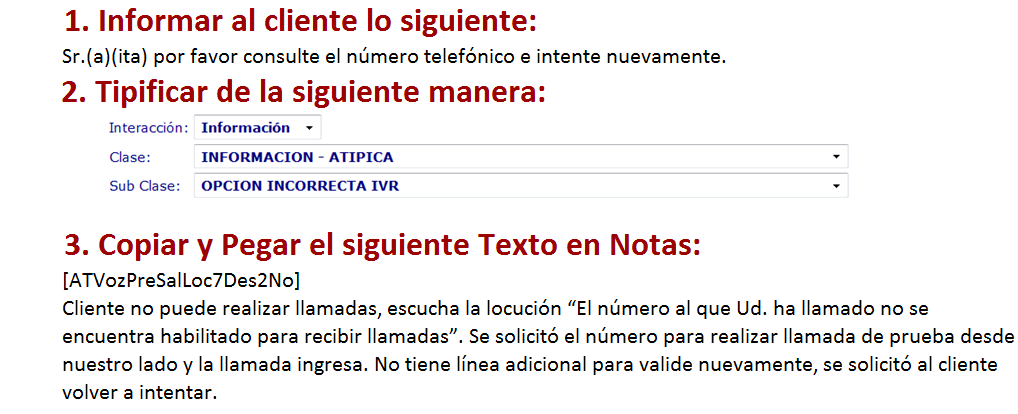 1. Informar al cliente lo siguiente:
Sr.(a)(ita) por favor consulte el número telefónico e intente nuevamente.
2. Tipificar de la siguiente manera:
Interacción: Información
Clase: INFORMACION - ATIPICA
Sub Clase: OPCION INCORRECTA IVR
3. Copiar y Pegar el siguiente Texto en Notas:
[ATVozPreSalLoc7Des2No]
Cliente no puede realizar llamadas, escucha la locución “El número al que Ud. ha llamado no se
encuentra habilitado para recibir llamadas”. Se solicitó el número para realizar llamada de prueba desde
nuestro lado y la llamada ingresa. No tiene línea adicional para valide nuevamente, se solicitó al cliente
volver a intentar.